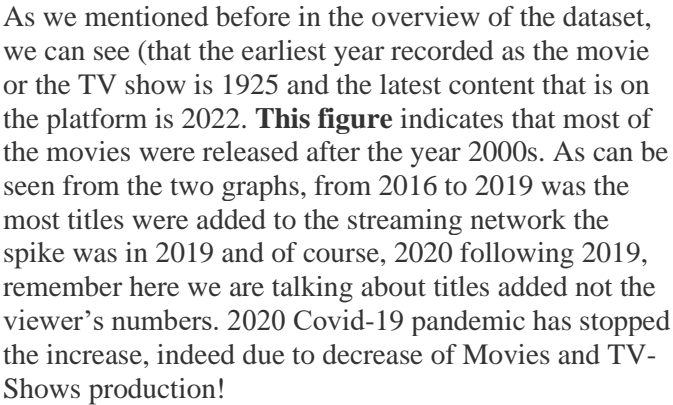 As we mentioned before in the overview of the dataset,
we can see (that the earliest year recorded as the movie
or the TV show is 1925 and the latest content that is on
the platform is 2022. This figure indicates that most of
the movies were released after the year 2000s. As can be
seen from the two graphs, from 2016 to 2019 was the
most titles were added to the streaming network the
spike was in 2019 and of course, 2020 following 2019,
remember here we are talking about titles added not the
viewer’s numbers. 2020 Covid-19 pandemic has stopped
the increase, indeed due to decrease of Movies and TV-
Shows production!